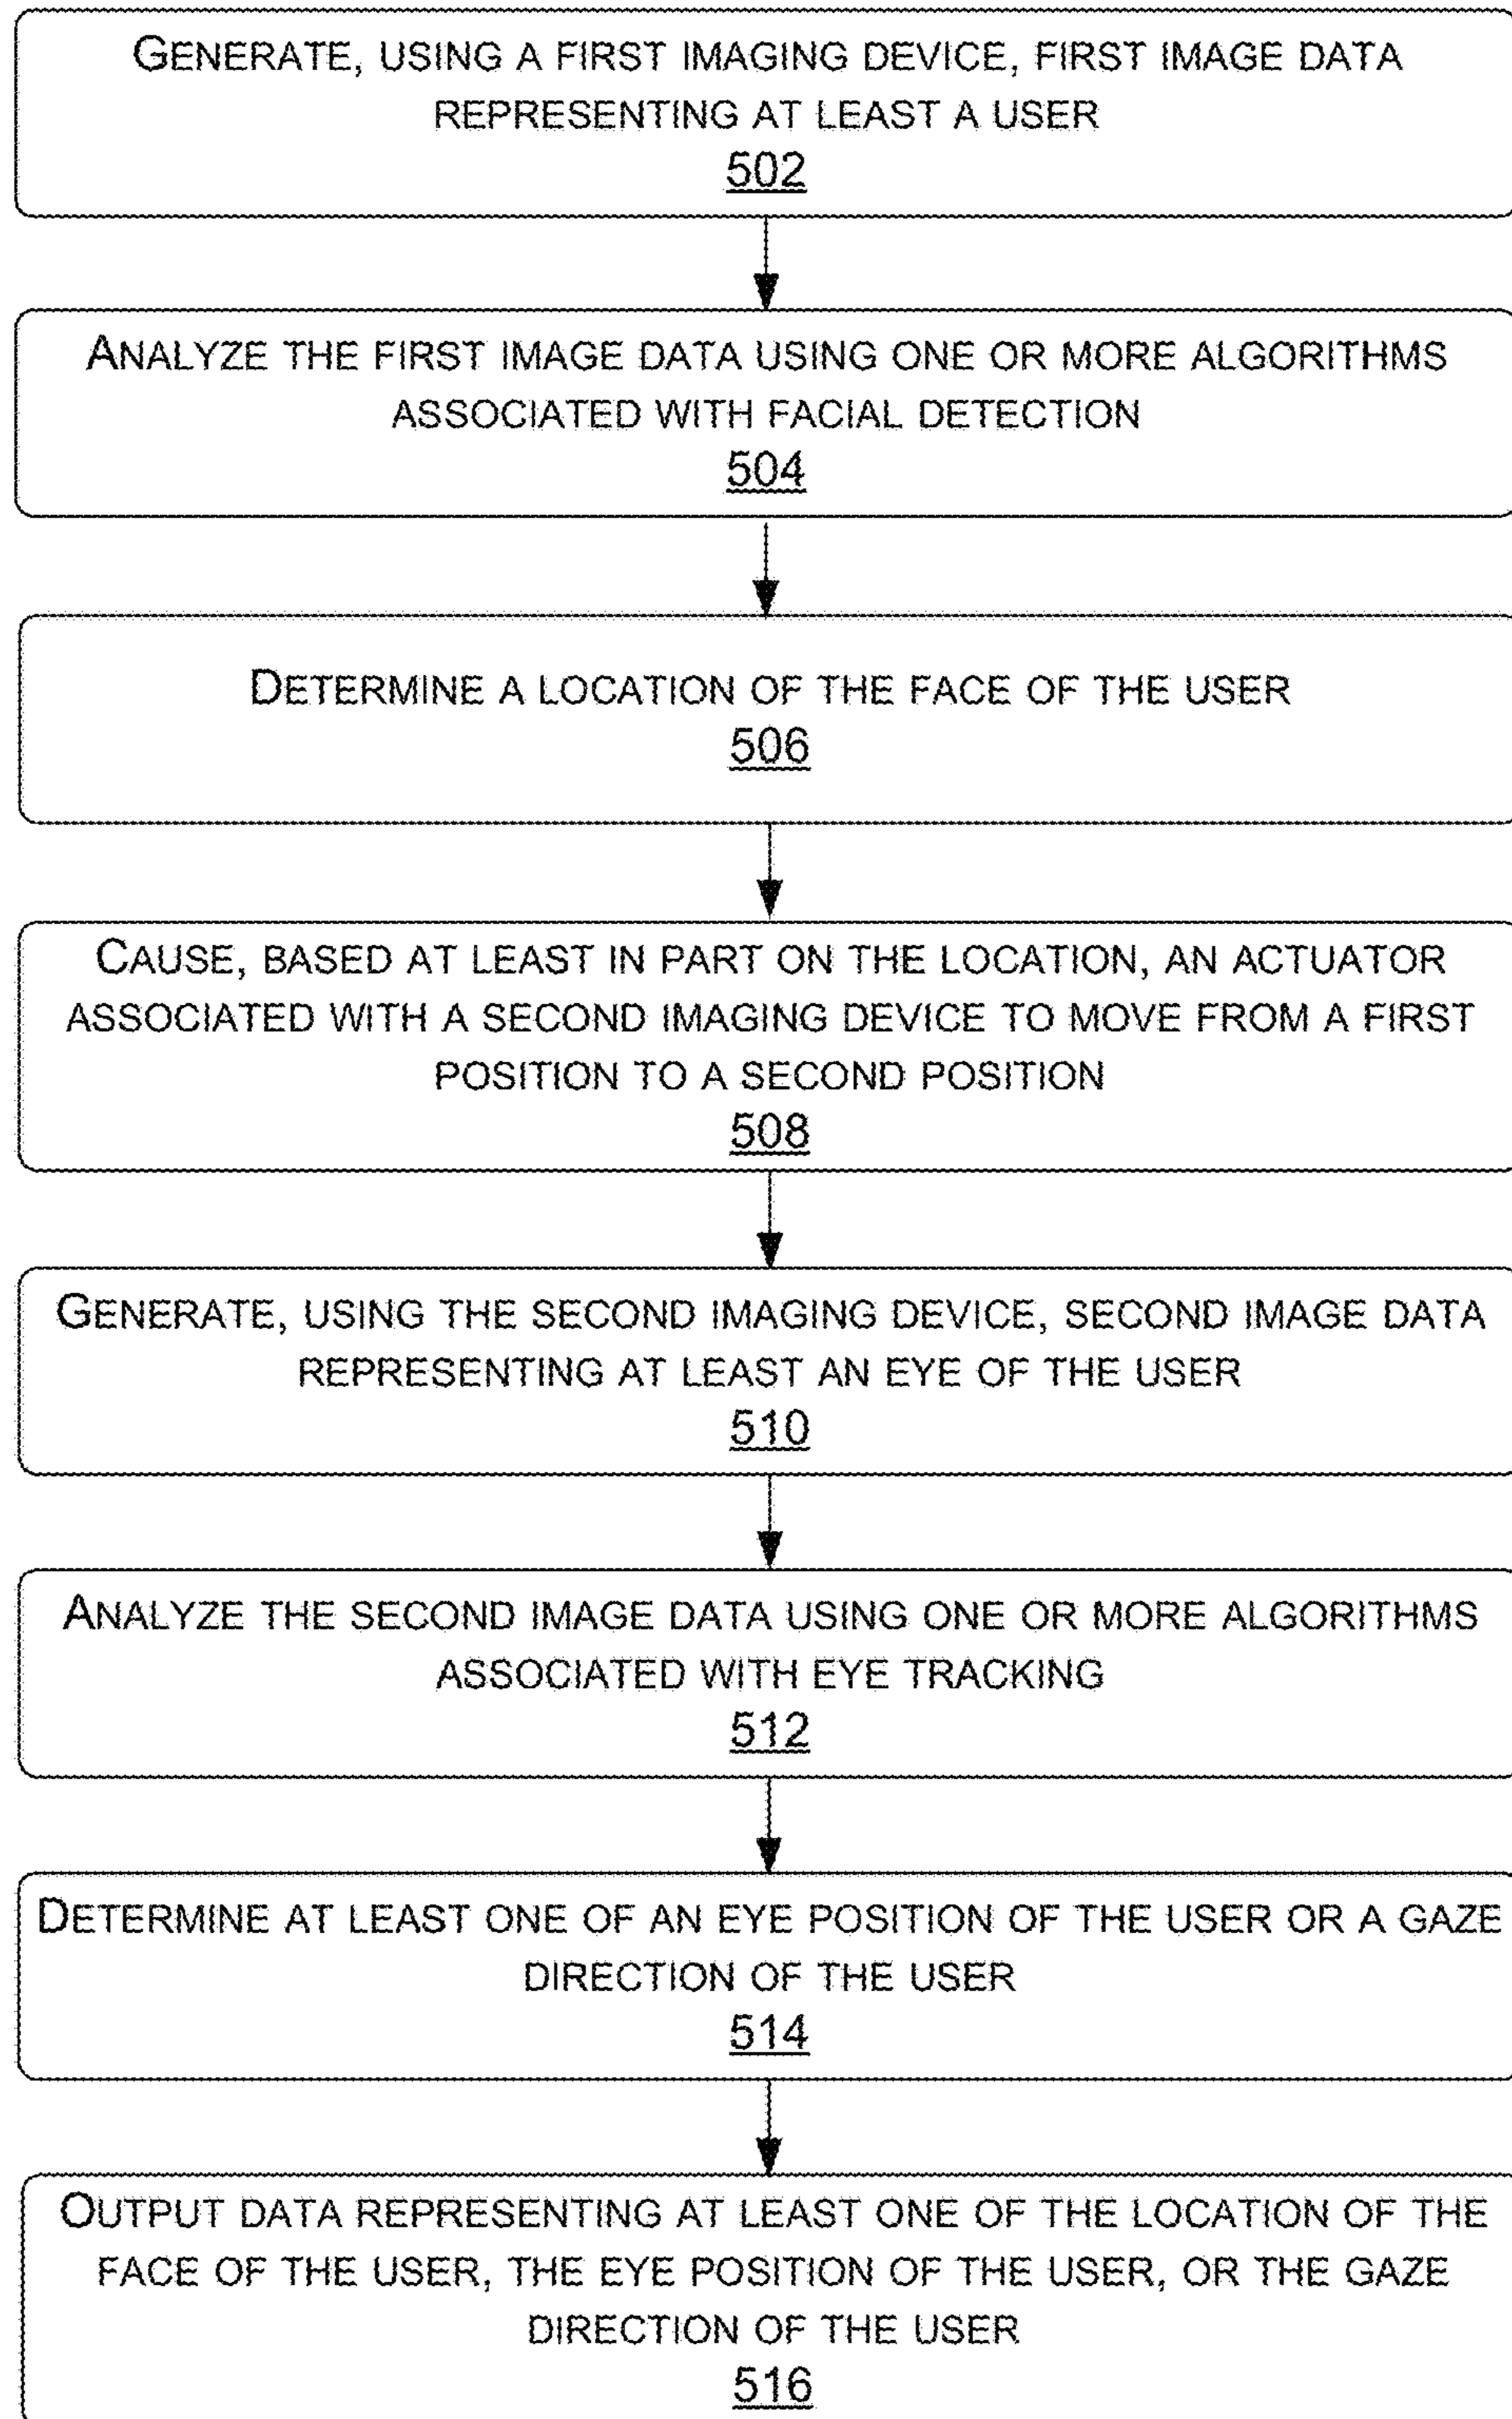 GENERATE, USING A FIRST IMAGING DEVICE, FIRST IMAGE DATA
REPRESENTING AT LEAST A USER
502
ANALYZE THE FIRST IMAGE DATA USING ONE OR MORE ALGORITHMS
ASSOCIATED WITH FACIAL DETECTION
504
DETERMINE A LOCATION OF THE FACE OF THE USER
506
CAUSE, BASED AT LEAST IN PART ON THE LOCATION, AN ACTUATOR
ASSOCIATED WITH A SECOND IMAGING DEVICE TO MOVE FROM A FIRST
POSITION TO A SECOND POSITION
508
GENERATE, USING THE SECOND IMAGING DEVICE, SECOND IMAGE DATA
REPRESENTING AT LEAST AN EYE OF THE USER
510
ANALYZE THE SECOND IMAGE DATA USING ONE OR MORE ALGORITHMS
ASSOCIATED WITH EYE TRACKING
512
DETERMINE AT LEAST ONE OF AN EYE POSITION OF THE USER OR A GAZE
DIRECTION OF THE USER
514
OUTPUT DATA REPRESENTING AT LEAST ONE OF THE LOCATION OF THE
FACE OF THE USER, THE EYE POSITION OF THE USER, OR THE GAZE
DIRECTION OF THE USER
516